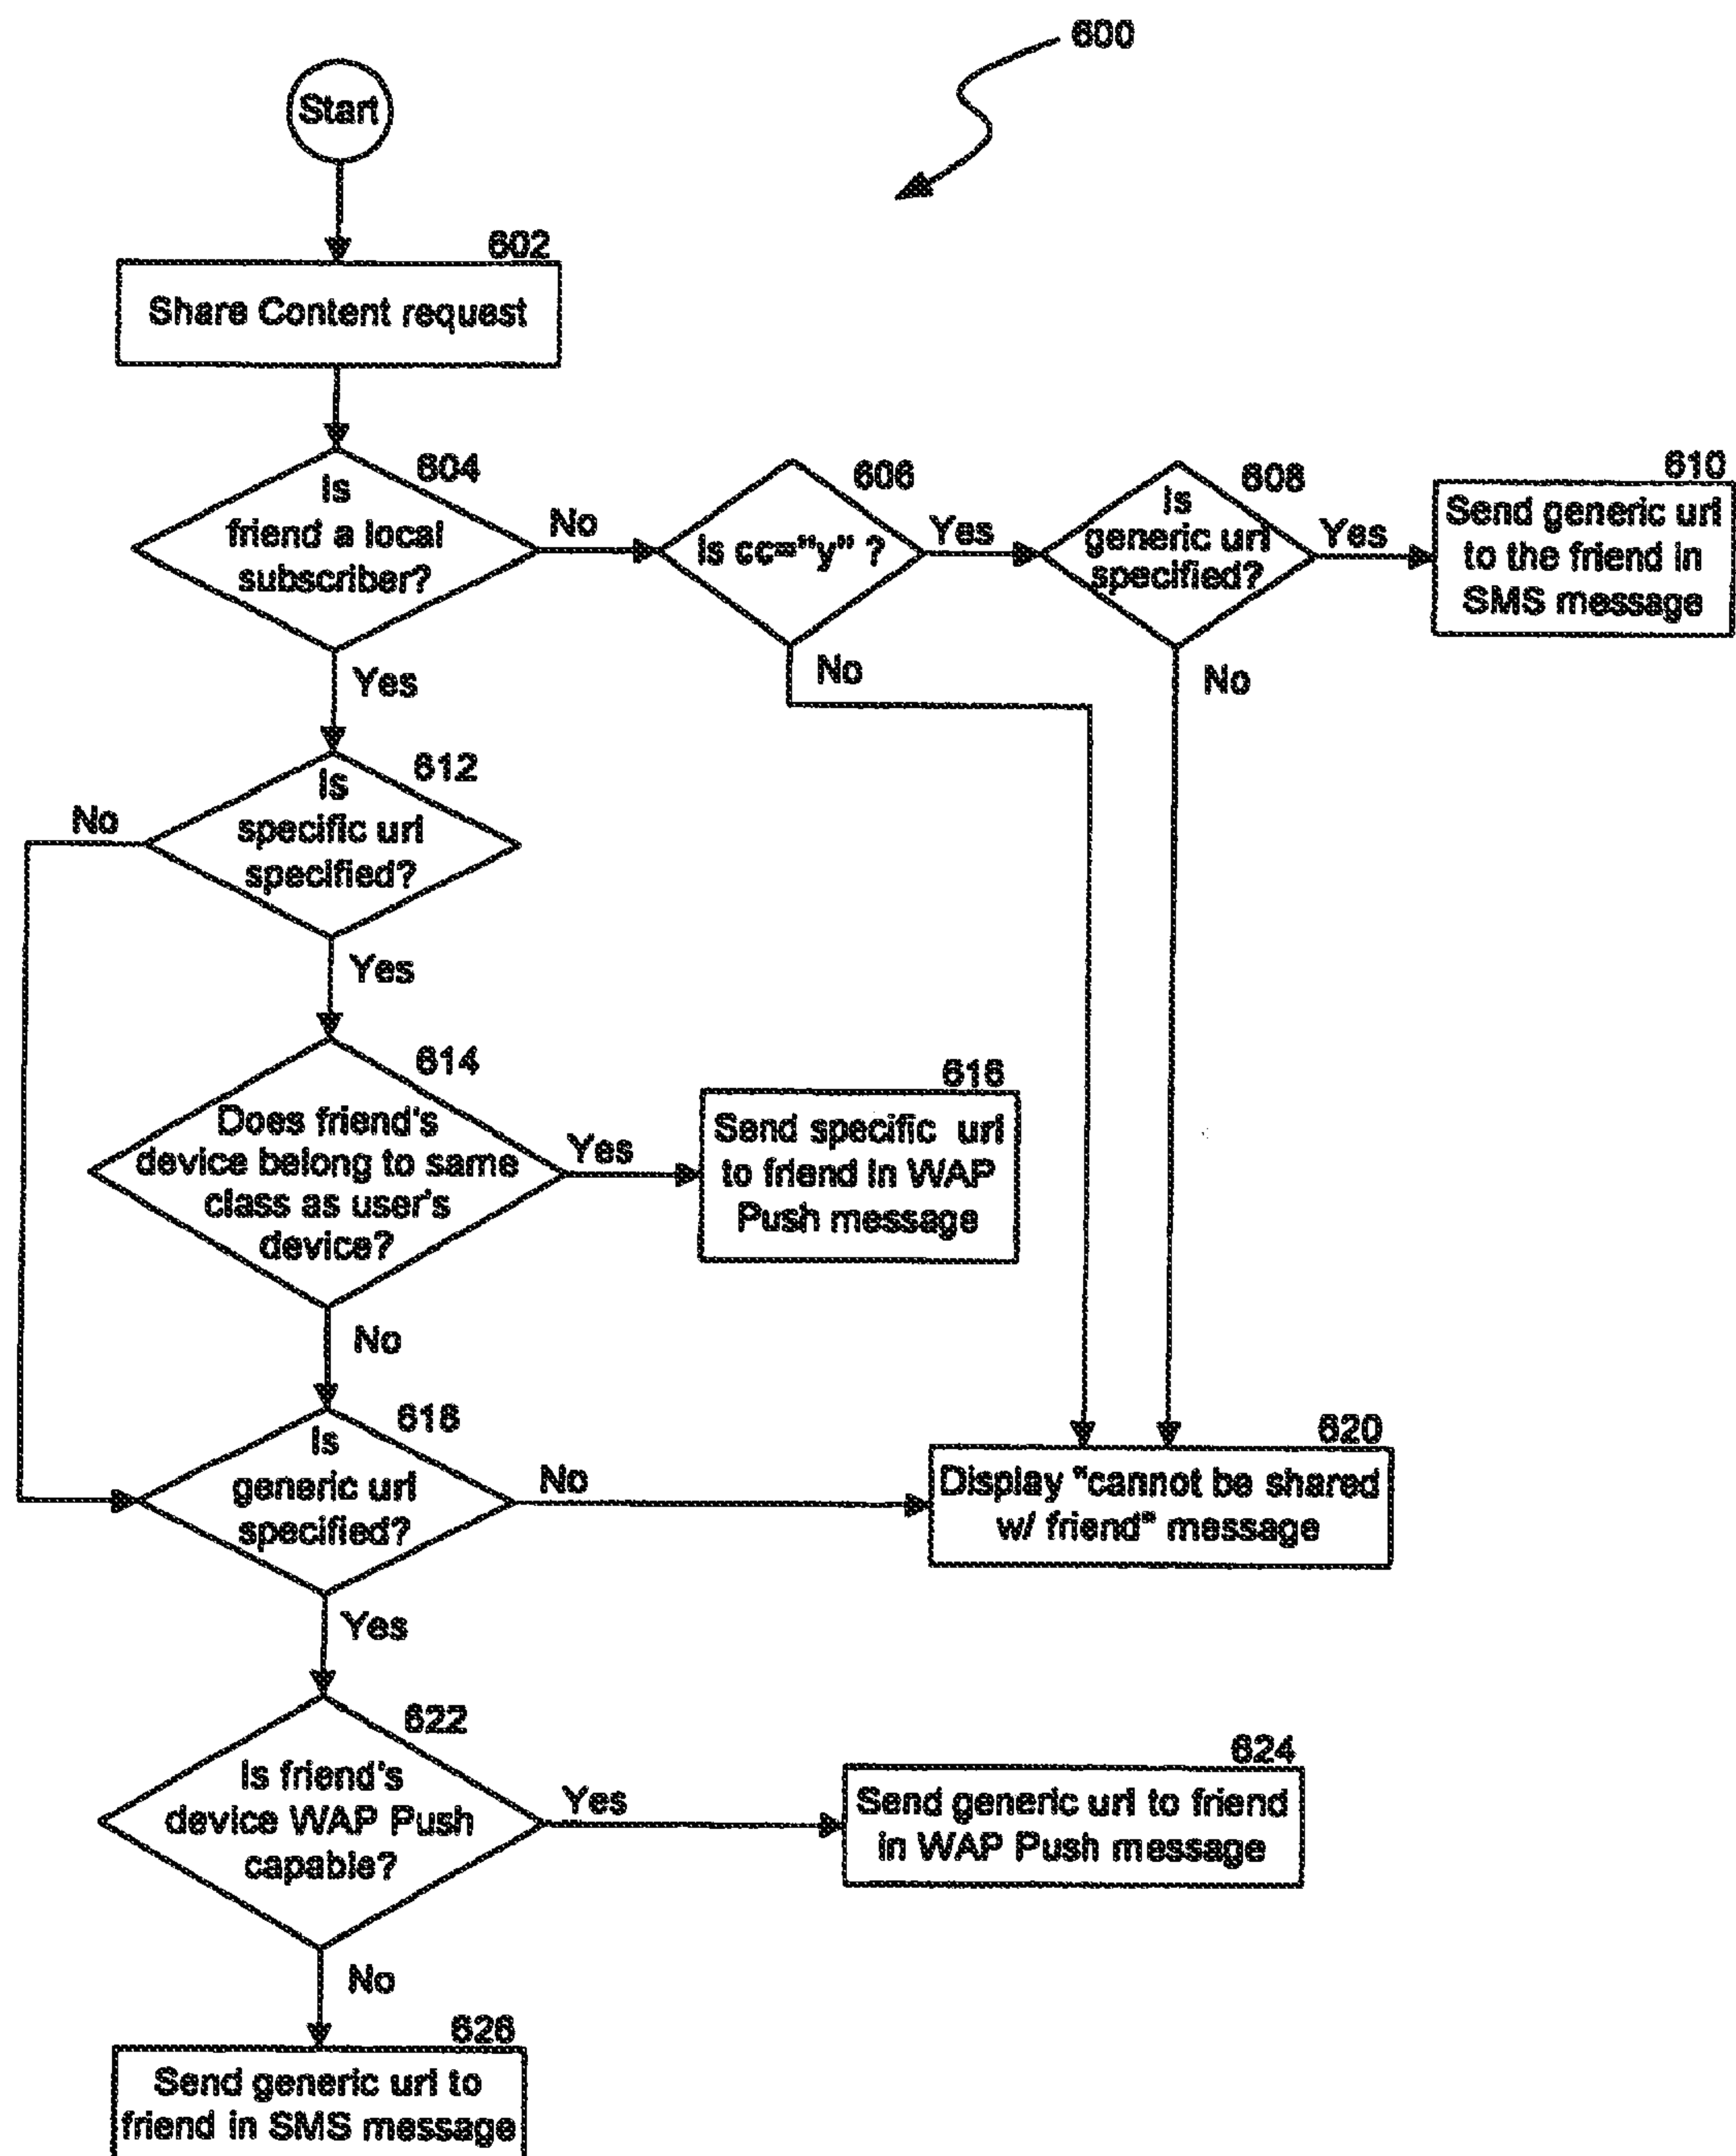 600
Start
602
Share Content request
604
Is
friend a local
subscriber?
No
Yes
606
Is cc="y" ?
Yes
No
608
Is
generic url
specified?
Yes
No
610
Send generic url
to the friend in
SMS message
612
Is
specific url
specified?
No
Yes
614
Does friend's
device belong to same
class as user's
device?
Yes
No
616
Send specific url
to friend in WAP
Push message
618
Is
generic url
specified?
No
Yes
620
Display "cannot be shared
w/ friend" message
622
Is friend's
device WAP Push
capable?
Yes
No
624
Send generic url to friend
in WAP Push message
626
Send generic url to
friend in SMS message